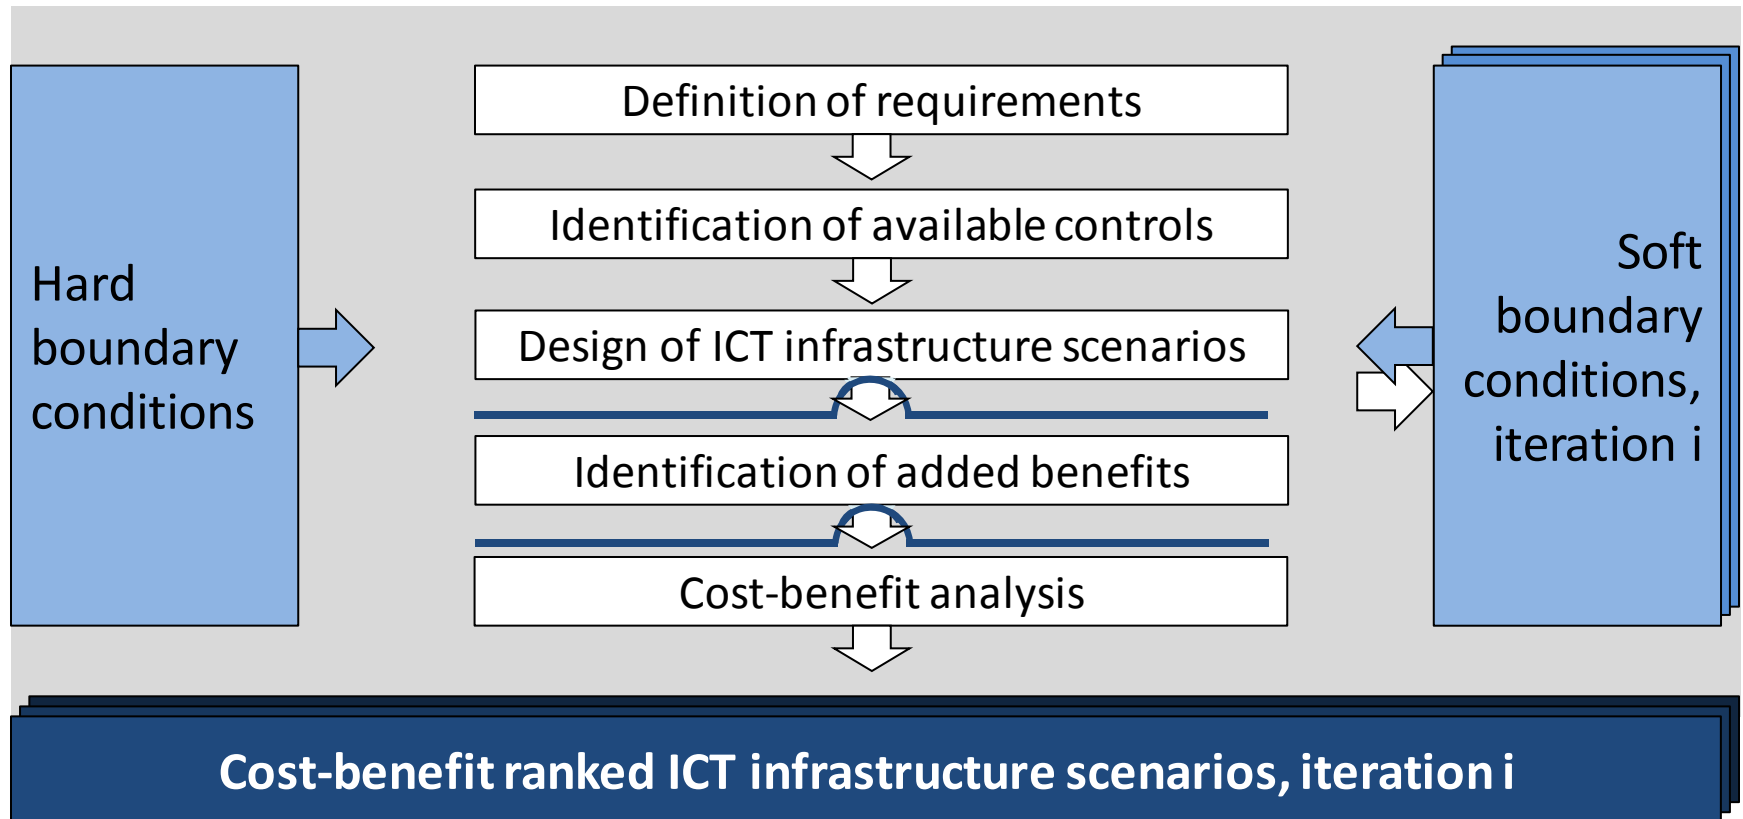 Definition of requirements
Identification of available controls
Design of ICT infrastructure scenarios
Identification of added benefits
Cost-benefit analysis
Hard
boundary
conditions
Soft
boundary
conditions,
iteration i
Cost-benefit ranked ICT infrastructure scenarios, iteration i